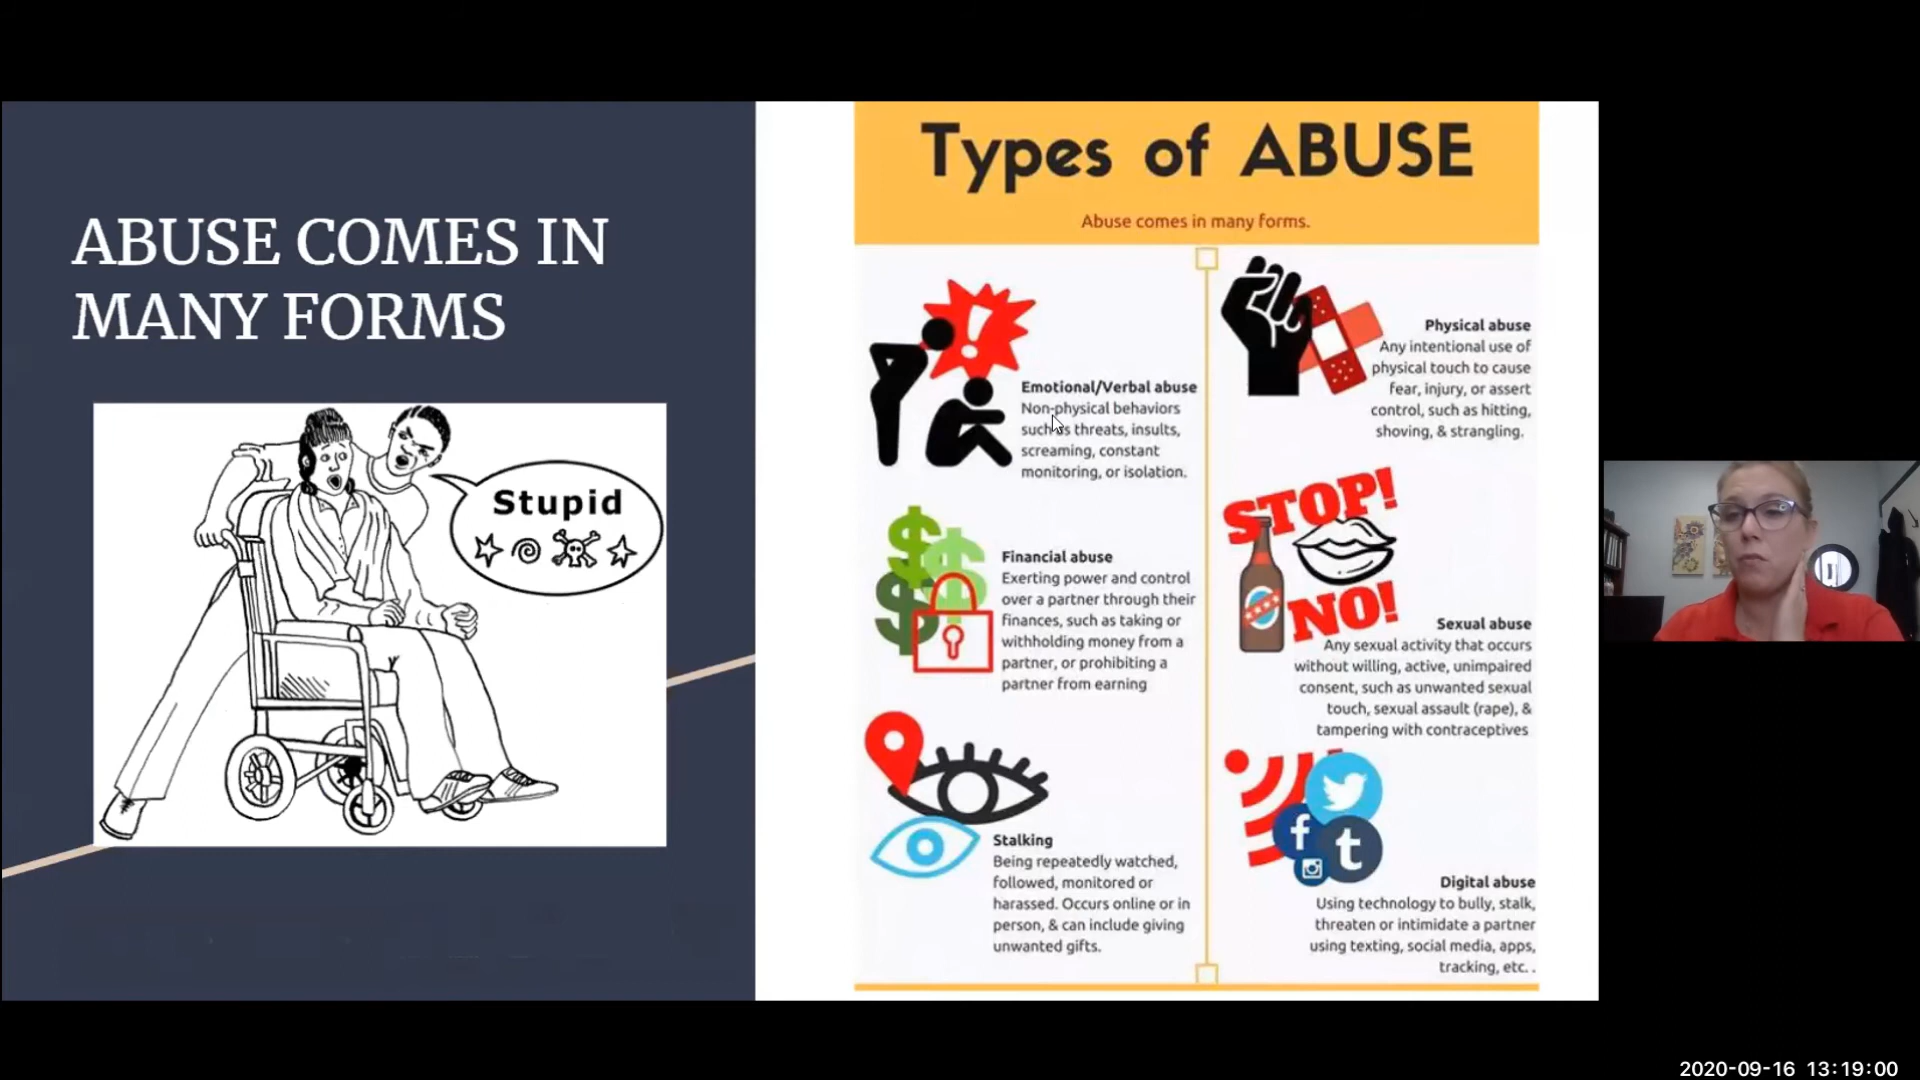 ABUSE COMES IN
MANY FORMS
Stupid
Types of ABUSE
Abuse comes in many forms.
Emotional/Verbal abuse
Non-physical behaviors
such as threats, insults,
screaming, constant
monitoring, or isolation.
Financial abuse
Exerting power and control
over a partner through their
finances, such as taking or
withholding money from a
partner, or prohibiting a
partner from earning
Stalking
Being repeatedly watched,
followed, monitored or
harassed. Occurs online or in
person, & can include giving
unwanted gifts.
Physical abuse
Any intentional use of
physical touch to cause
fear, injury, or assert
control, such as hitting,
shoving, & strangling.
STOP!
NO!
Sexual abuse
Any sexual activity that occurs
without willing, active, unimpaired
consent, such as unwanted sexual
touch, sexual assault (rape), &
tampering with contraceptives
f
t
Digital abuse
Using technology to bully, stalk,
threaten or intimidate a partner
using texting, social media, apps,
tracking, etc. .
2020-09-16 13:19:00